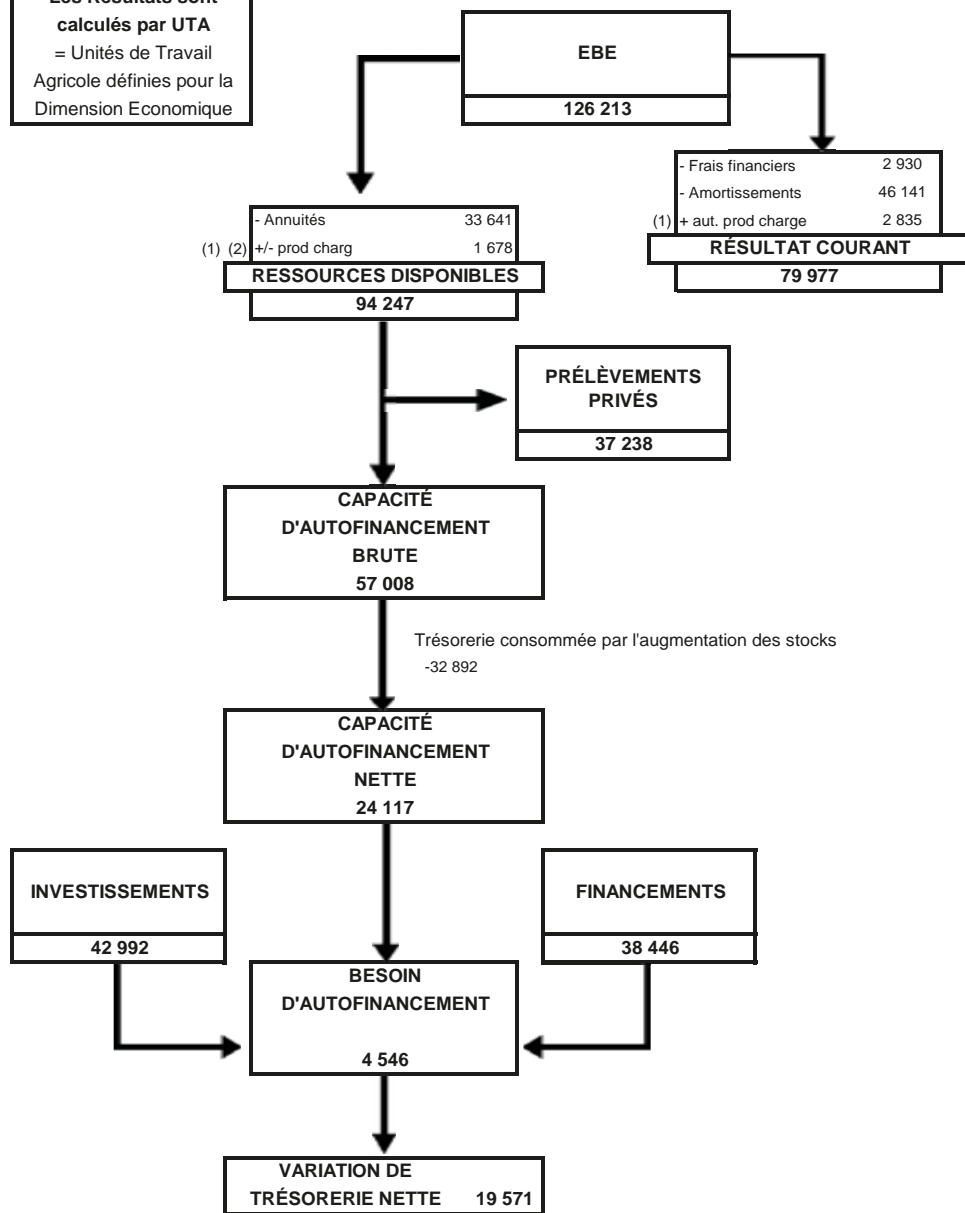 Les Résultats sont
calculés par UTA
= Unités de Travail
Agricole définies pour la
Dimension Economique
EBE
126 213
- Frais financiers 2 930
- Amortissements 46 141
(1) + aut. prod charge 2 835
RÉSULTAT COURANT
79 977
- Annuités 33 641
(1) (2) +/- prod charg 1 678
RESSOURCES DISPONIBLES
94 247
PRÉLÈVEMENTS
PRIVÉS
37 238
CAPACITÉ
D'AUTOFINANCEMENT
BRUTE
57 008
Trésorerie consommée par l'augmentation des stocks
-32 892
CAPACITÉ
D'AUTOFINANCEMENT
NETTE
24 117
INVESTISSEMENTS
42 992
FINANCEMENTS
38 446
BESOIN
D'AUTOFINANCEMENT
4 546
VARIATION DE
TRÉSORERIE NETTE 19 571